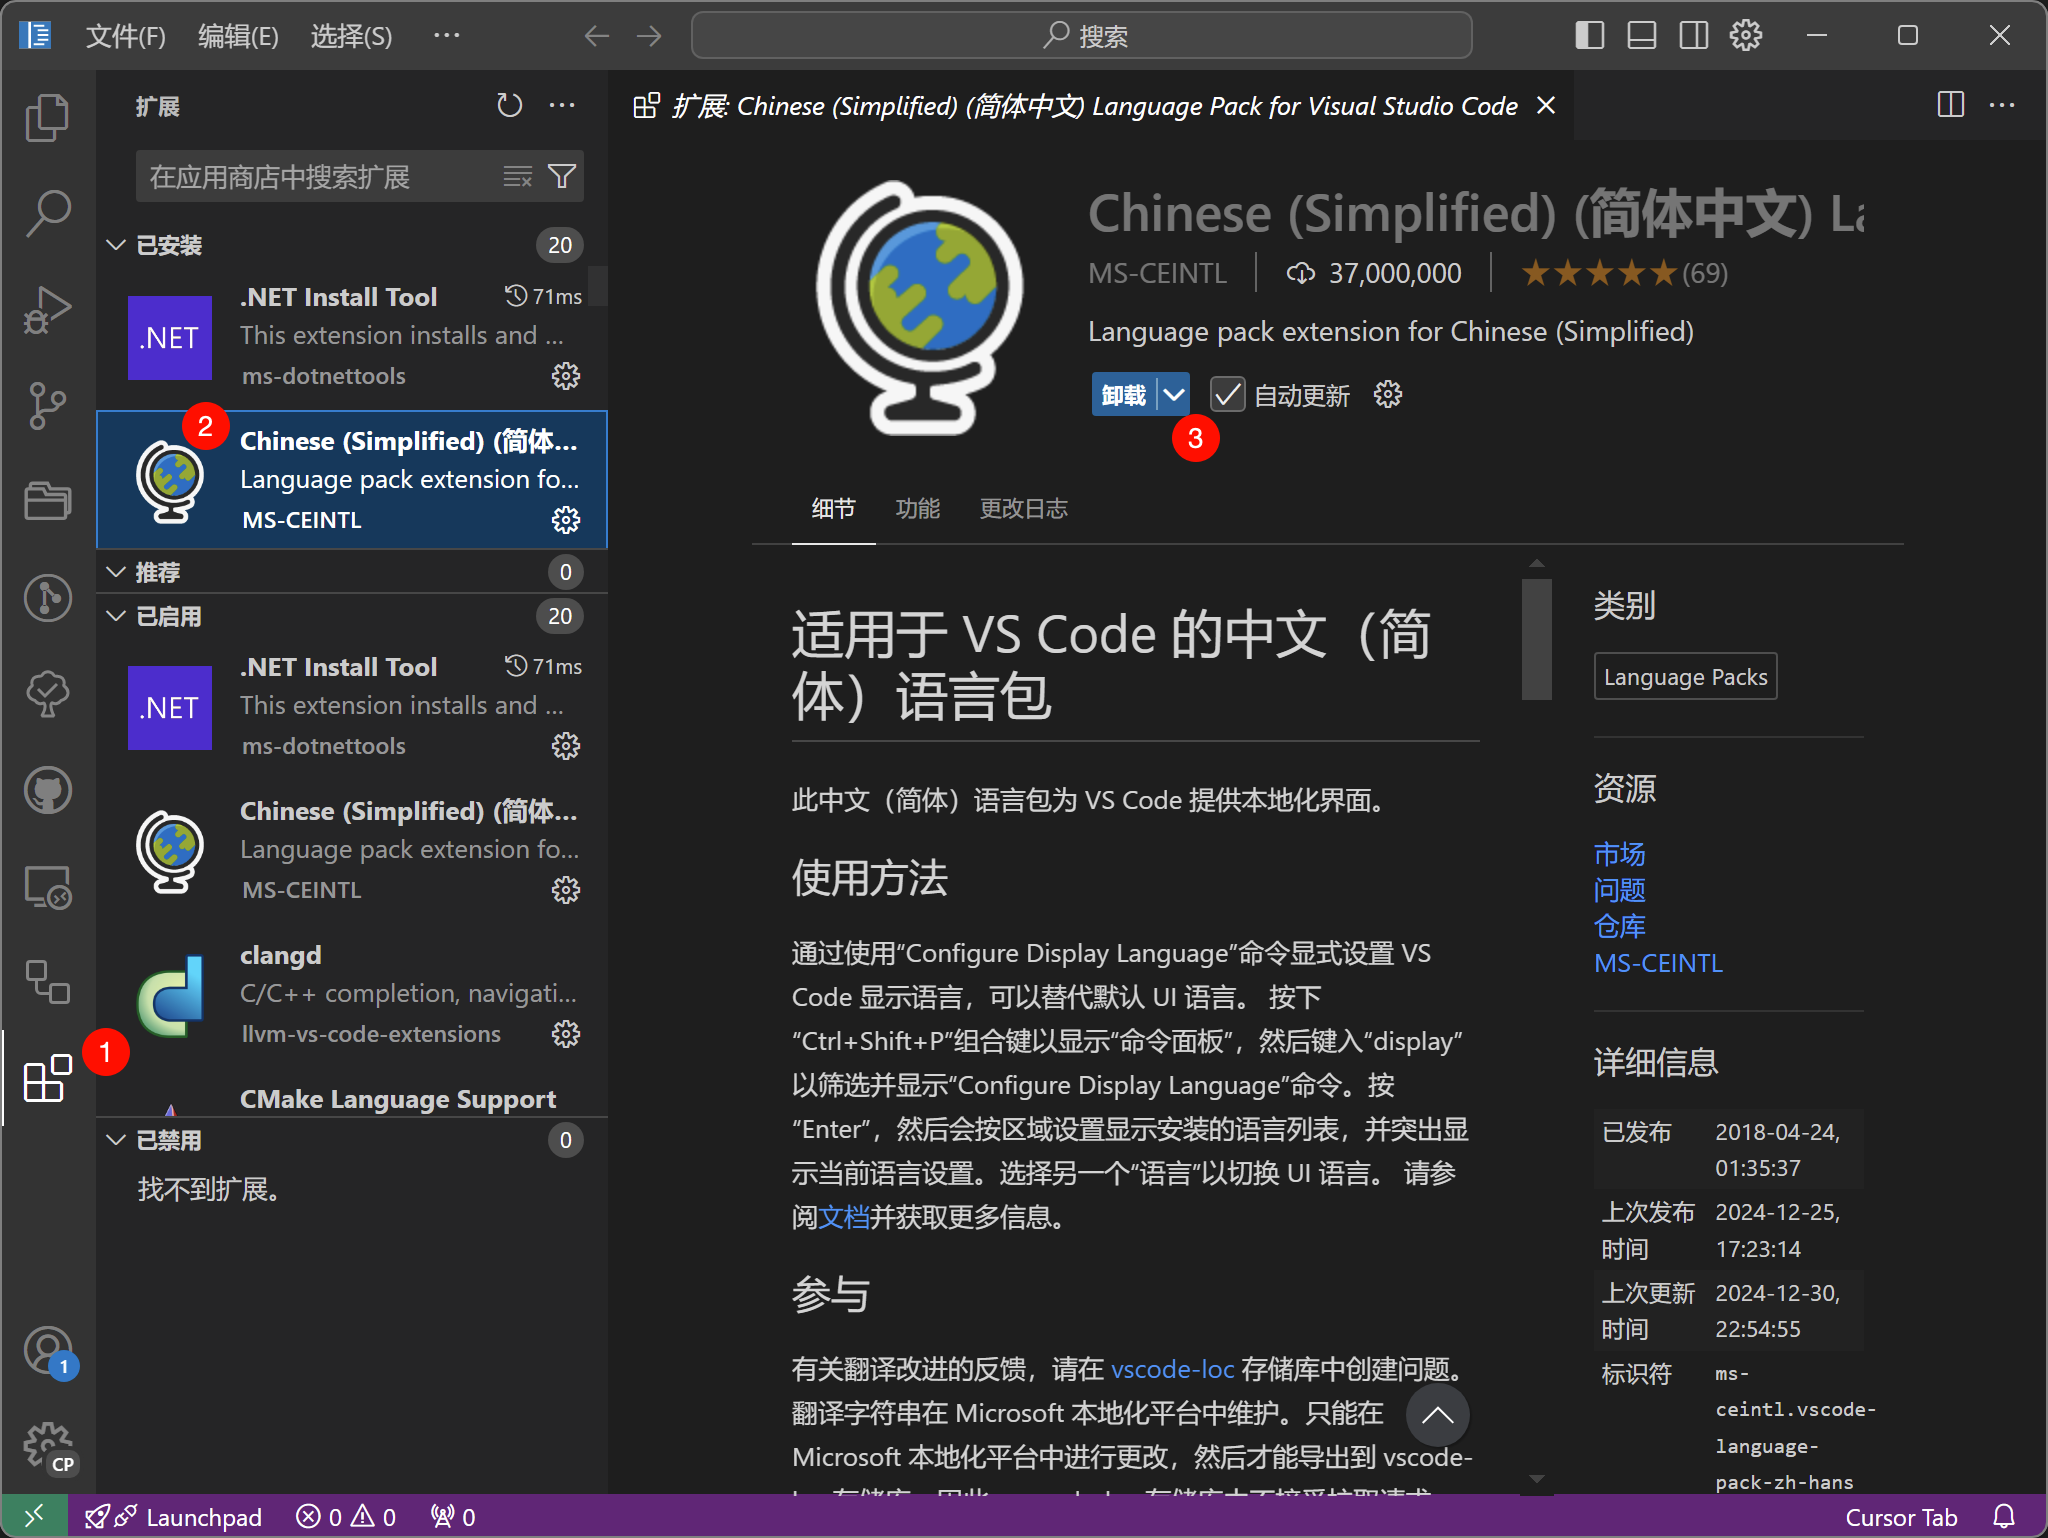 文件(F) 编辑(E) 选择(S) ··· 搜索
扩展
在应用商店中搜索扩展
已安装 20
.NET
.NET Install Tool 71ms
This extension installs and ...
ms-dotnettools
2
Chinese (Simplified) (简体...
Language pack extension fo...
MS-CEINTL
推荐 0
已启用 20
.NET
.NET Install Tool 71ms
This extension installs and ...
ms-dotnettools
Chinese (Simplified) (简体...
Language pack extension fo...
MS-CEINTL
clangd
C/C++ completion, navigati...
llvm-vs-code-extensions
1
CMake Language Support
已禁用 0
找不到扩展。
1
CP
扩展: Chinese (Simplified) (简体中文) Language Pack for Visual Studio Code
Chinese (Simplified) (简体中文) La
MS-CEINTL 37,000,000 (69)
Language pack extension for Chinese (Simplified)
卸载 自动更新
3
细节 功能 更改日志
适用于 VS Code 的中文（简
体）语言包
此中文（简体）语言包为 VS Code 提供本地化界面。
使用方法
通过使用“Configure Display Language”命令显式设置 VS
Code 显示语言，可以替代默认 UI 语言。 按下
“Ctrl+Shift+P”组合键以显示“命令面板”，然后键入“display”
以筛选并显示“Configure Display Language”命令。按
“Enter”，然后会按区域设置显示安装的语言列表，并突出显
示当前语言设置。选择另一个“语言”以切换 UI 语言。 请参
阅文档并获取更多信息。
参与
有关翻译改进的反馈，请在 vscode-loc 存储库中创建问题。
翻译字符串在 Microsoft 本地化平台中维护。只能在
Microsoft 本地化平台中进行更改，然后才能导出到 vscode-
类别
Language Packs
资源
市场
问题
仓库
MS-CEINTL
详细信息
已发布 2018-04-24,
01:35:37
上次发布 2024-12-25,
时间 17:23:14
上次更新 2024-12-30,
时间 22:54:55
标识符 ms-
ceintl.vscode-
language-
pack-zh-hans
Launchpad 0 0 0 Cursor Tab